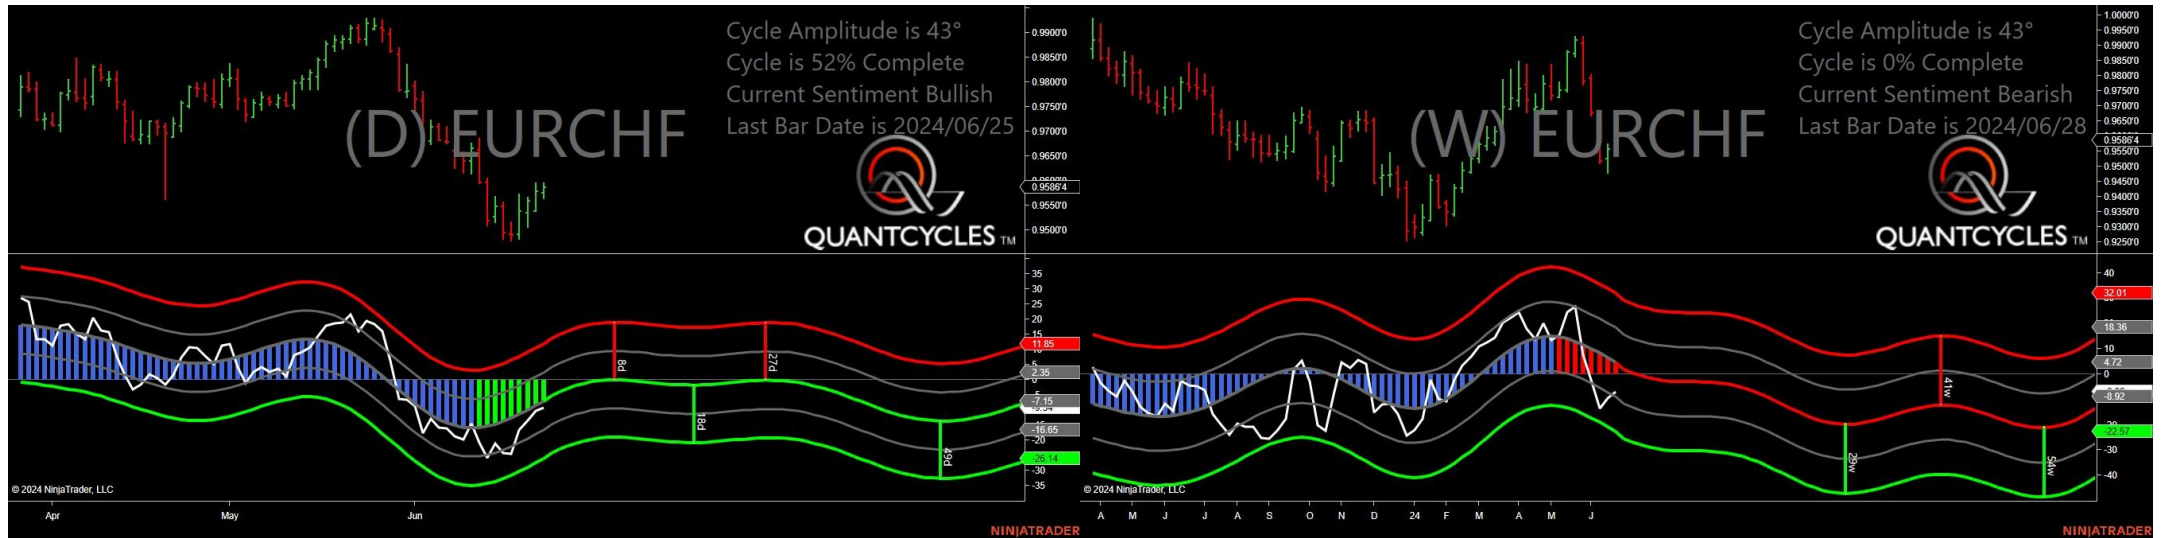 Cycle Amplitude is 43°
Cycle is 52% Complete
Current Sentiment Bullish
Last Bar Date is 2024/06/25
(D) EURCHF
QUANTCYCLES TM
0.9900'0
0.9850'0
0.9800'0
0.9750'0
0.9700'0
0.9650'0
0.9600'0
0.9586'4
0.9550'0
0.9500'0
35
30
25
20
15
11.85
2.35
-7.15
-16.65
-20
-26.14
-30
-35
8d
18d
27d
49d
© 2024 NinjaTrader, LLC
Apr
May
Jun
NINJATRADER
Cycle Amplitude is 43°
Cycle is 0% Complete
Current Sentiment Bearish
Last Bar Date is 2024/06/28
(W) EURCHF
QUANTCYCLES TM
1.0000'0
0.9950'0
0.9900'0
0.9850'0
0.9800'0
0.9750'0
0.9700'0
0.9650'0
0.9586'4
0.9550'0
0.9500'0
0.9450'0
0.9400'0
0.9350'0
0.9300'0
0.9250'0
40
32.01
18.36
10
4.72
0
-8.92
-22.57
-30
-40
29w
41w
54w
© 2024 NinjaTrader, LLC
A M J J A S O N D 24 F M A M J
NINJATRADER